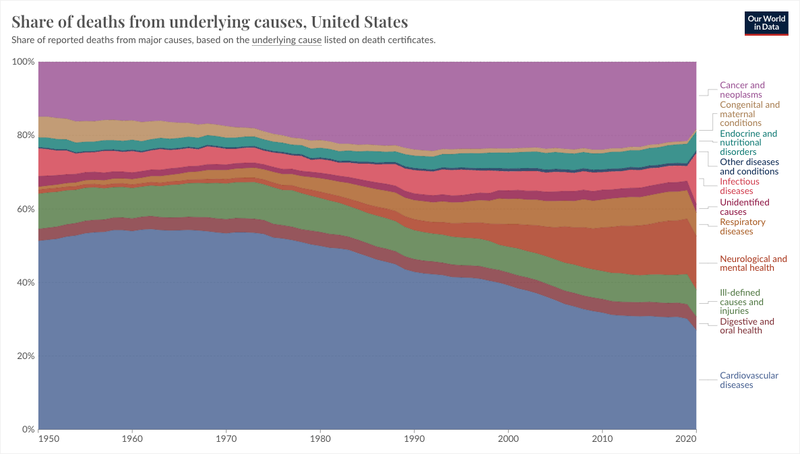 Share of deaths from underlying causes, United States
Our World
in Data
Share of reported deaths from major causes, based on the underlying cause listed on death certificates.
100%
80%
60%
40%
20%
0%
1950
1960
1970
1980
1990
2000
2010
2020
Cancer and
neoplasms
Congenital and
maternal
conditions
Endocrine and
nutritional
disorders
Other diseases
and conditions
Infectious
diseases
Unidentified
causes
Respiratory
diseases
Neurological and
mental health
Ill-defined
causes and
injuries
Digestive and
oral health
Cardiovascular
diseases